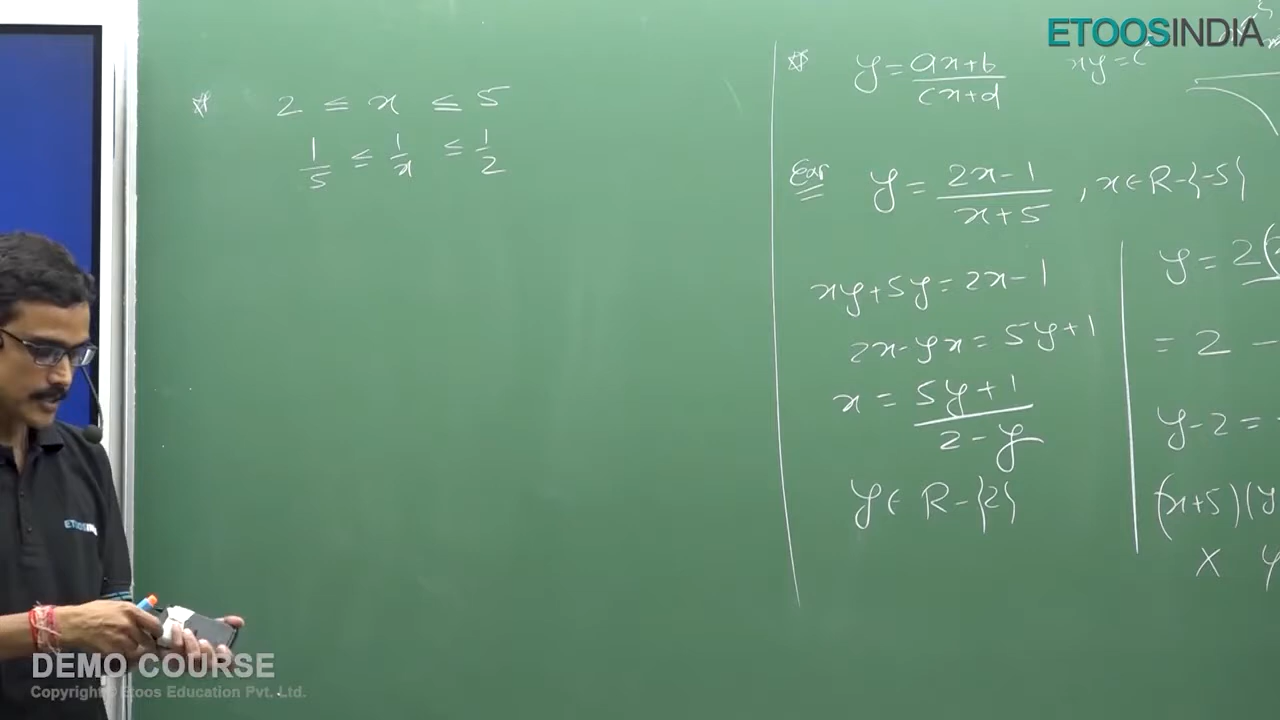 ETOOSINDIA
2 ≤ x ≤ 5
1/5 ≤ 1/x ≤ 1/2
y = (ax+b)/(cx+d)
xy = c
Ex
y = (2x-1)/(x+5) , x ∈ R-{-5}
xy+5y = 2x-1
2x-yx = 5y+1
x = (5y+1)/(2-y)
y ∈ R-{2}
y = 2(
= 2 -
y-2 =
(x+5)(y
X
ETOOSINDIA
DEMO COURSE
Copyright © Etoos Education Pvt. Ltd.